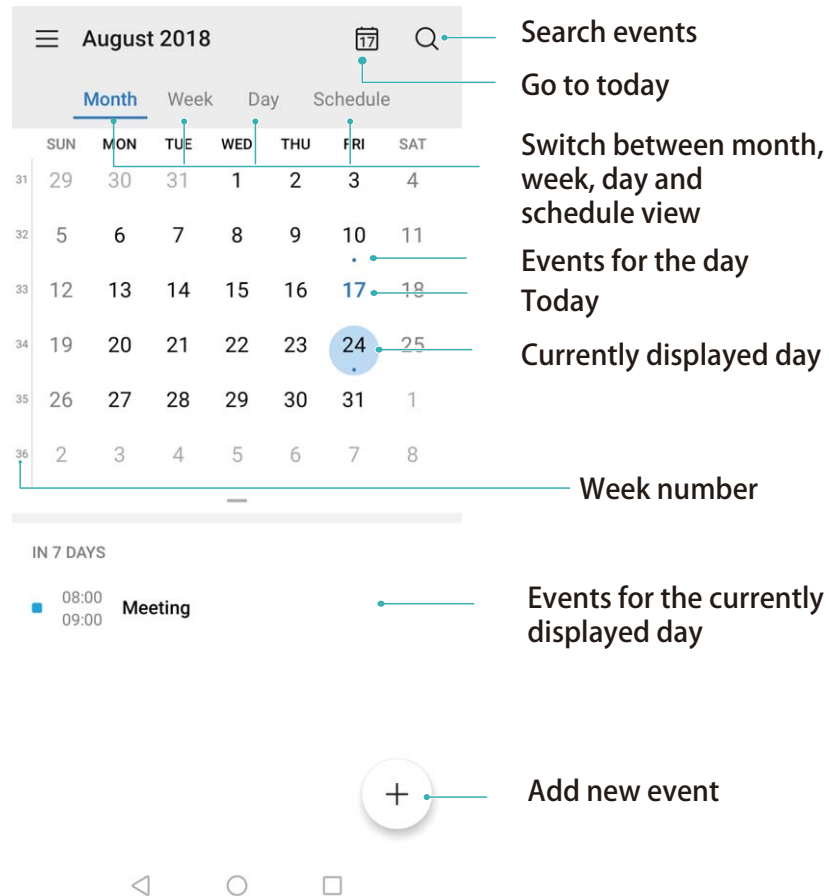 August 2018
17
Search events
Go to today
Month Week Day Schedule
SUN MON TUE WED THU FRI SAT
Switch between month,
week, day and
schedule view
31 29 30 31 1 2 3 4
32 5 6 7 8 9 10 11
Events for the day
33 12 13 14 15 16 17 18
Today
34 19 20 21 22 23 24 25
Currently displayed day
35 26 27 28 29 30 31 1
36 2 3 4 5 6 7 8
Week number
IN 7 DAYS
08:00
09:00
Meeting
Events for the currently
displayed day
Add new event